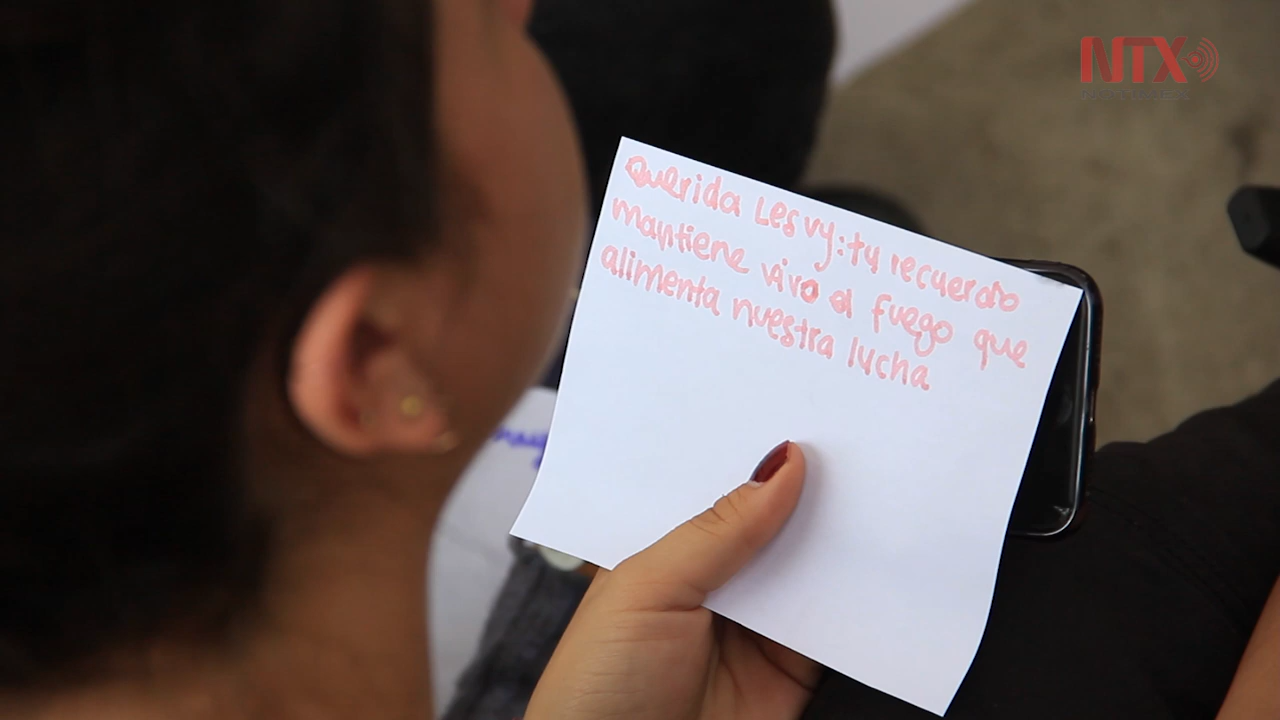 NTX
Querida Lesvy: tu recuerdo
mantiene vivo el fuego que
alimenta nuestra lucha